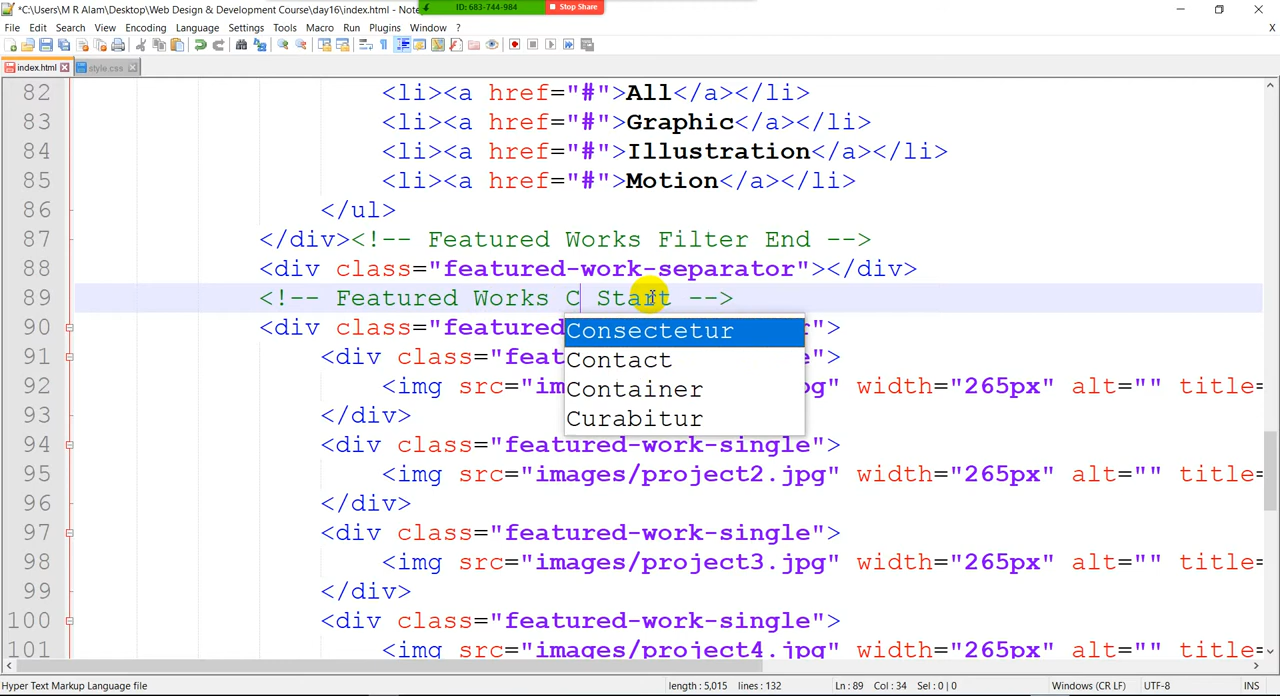 *C:\Users\M R Alam\Desktop\Web Design & Development Course\day16\index.html - Note
ID: 683-744-984
Stop Share
File Edit Search View Encoding Language Settings Tools Macro Run Plugins Window ?
X
index.html
style.css
82 <li><a href="#">All</a></li>
83 <li><a href="#">Graphic</a></li>
84 <li><a href="#">Illustration</a></li>
85 <li><a href="#">Motion</a></li>
86 </ul>
87 </div><!-- Featured Works Filter End -->
88 <div class="featured-work-separator"></div>
89 <!-- Featured Works C Start -->
90 <div class="featured r">
Consectetur
Contact
Container
Curabitur
91 <div class="feat le">
92 <img src="im pg" width="265px" alt="" title=
93 </div>
94 <div class="featured-work-single">
95 <img src="images/project2.jpg" width="265px" alt="" title=
96 </div>
97 <div class="featured-work-single">
98 <img src="images/project3.jpg" width="265px" alt="" title=
99 </div>
100 <div class="featured-work-single">
101 <img src="images/project4.jpg" width="265px" alt="" title=
Hyper Text Markup Language file length : 5,015 lines : 132 Ln : 89 Col : 34 Sel : 0 | 0 Windows (CR LF) UTF-8 INS